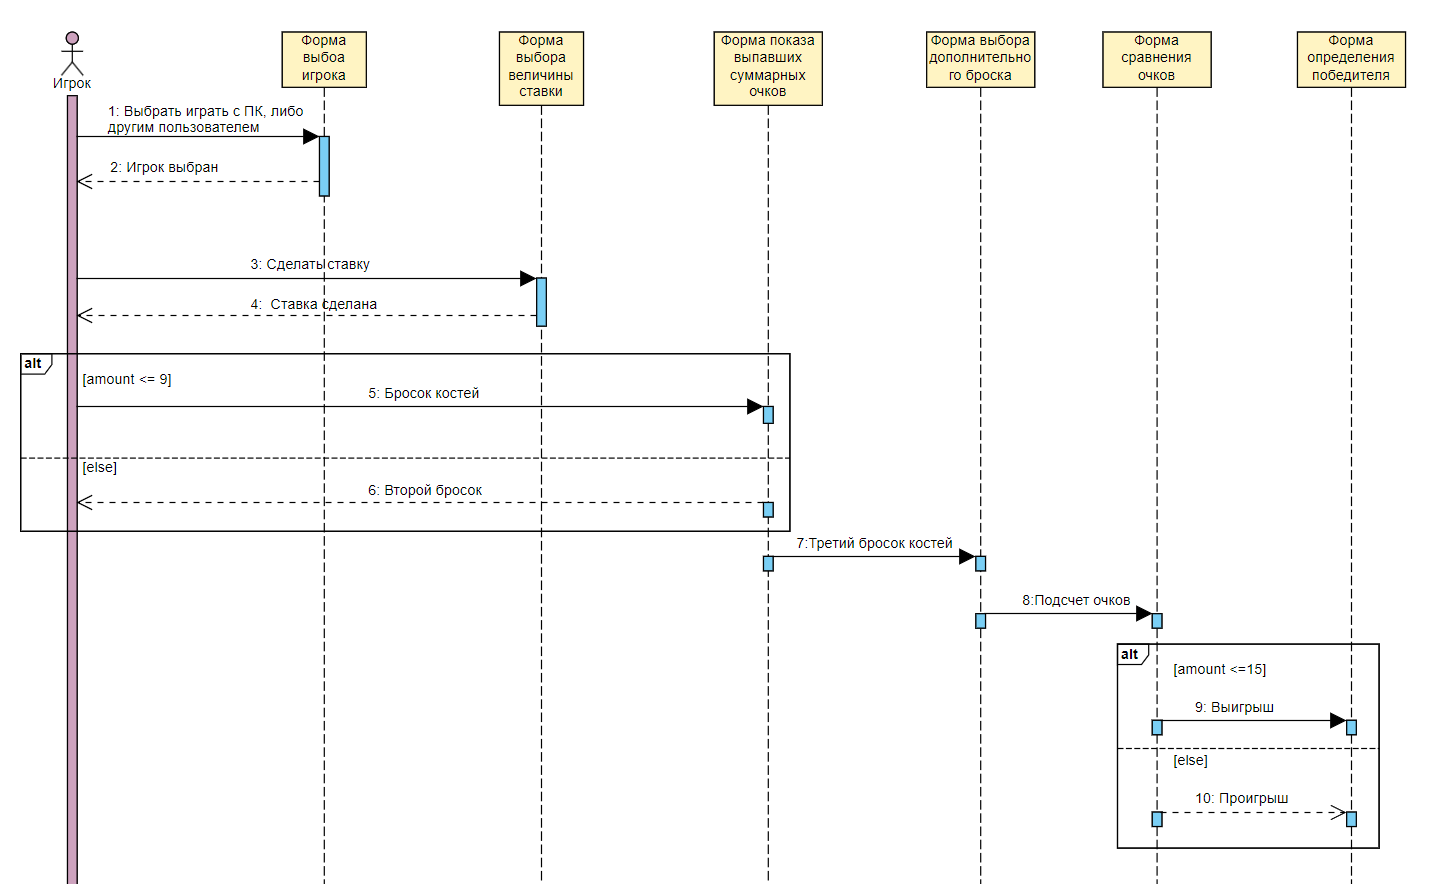 Игрок
Форма
выбоа
игрока
Форма
выбора
величины
ставки
Форма показа
выпавших
суммарных
очков
Форма выбора
дополнительно
го броска
Форма
сравнения
очков
Форма
определения
победителя
1: Выбрать играть с ПК, либо
другим пользователем
2: Игрок выбран
3: Сделать ставку
4: Ставка сделана
alt
[amount <= 9]
5: Бросок костей
[else]
6: Второй бросок
7:Третий бросок костей
8:Подсчет очков
alt
[amount <=15]
9: Выигрыш
[else]
10: Проигрыш